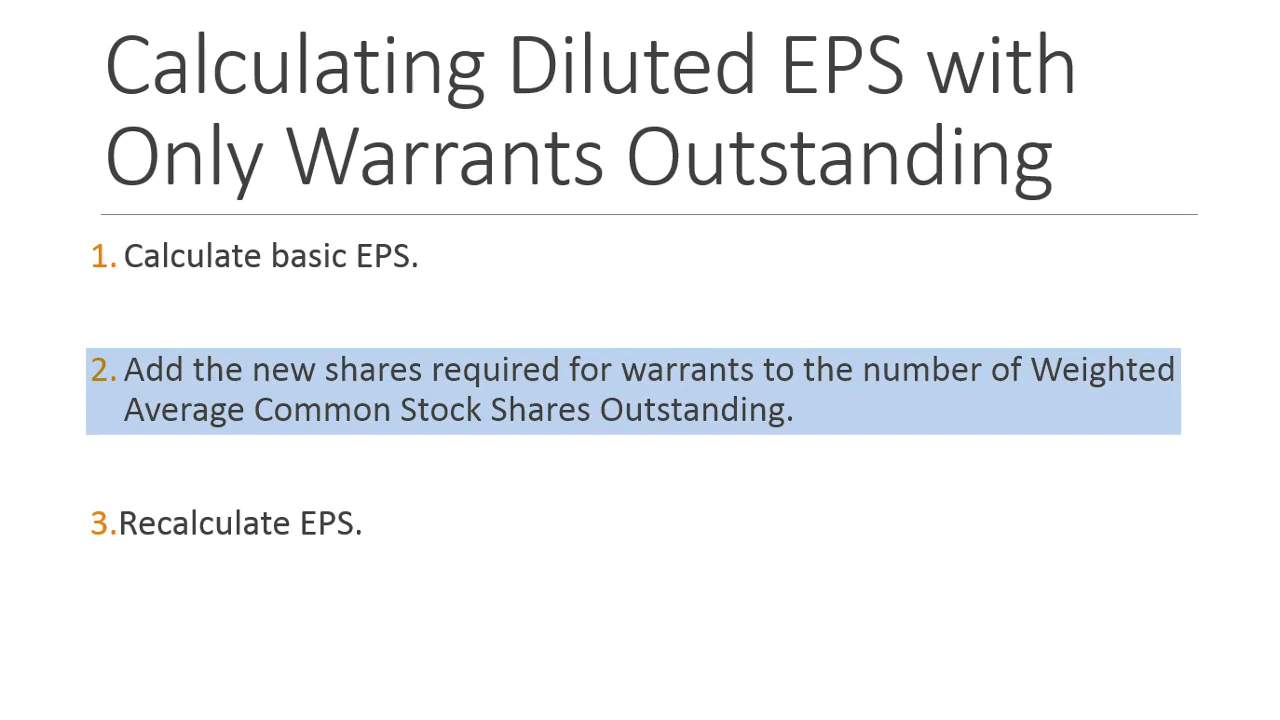 Calculating Diluted EPS with
Only Warrants Outstanding
1. Calculate basic EPS.
2. Add the new shares required for warrants to the number of Weighted
Average Common Stock Shares Outstanding.
3.Recalculate EPS.